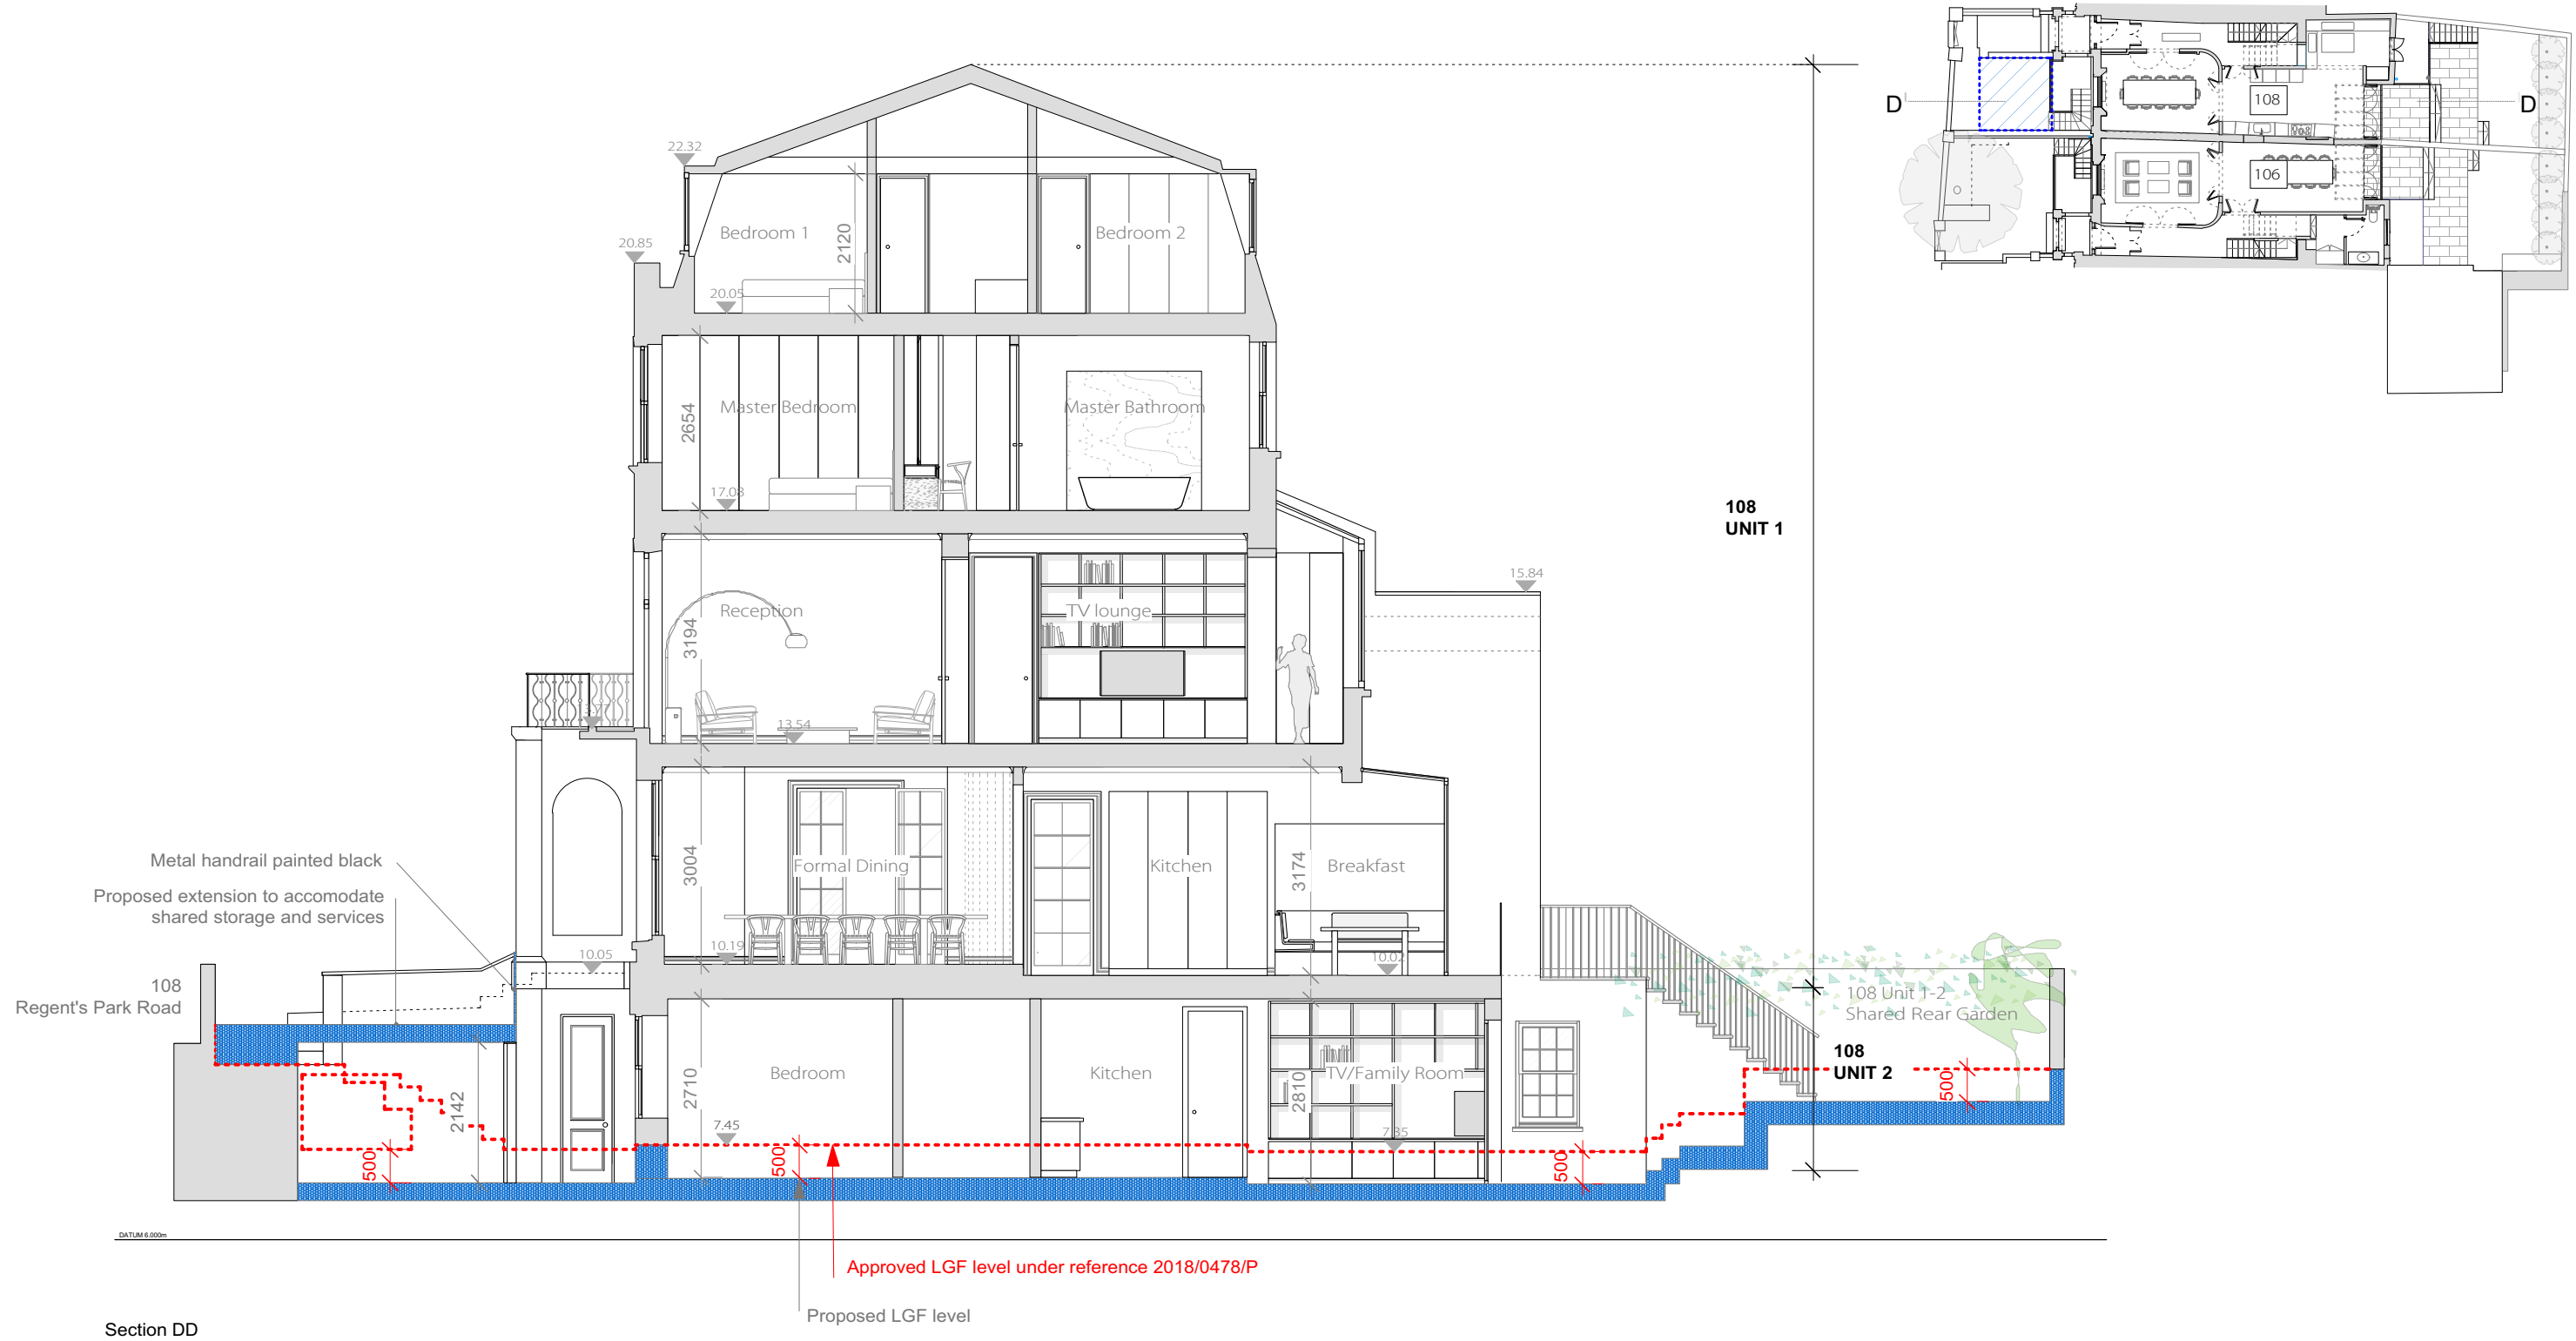 D
D
108
106
22.32
Bedroom 1
2120
Bedroom 2
20.85
20.05
2654
Master Bedroom
Master Bathroom
17.03
108
UNIT 1
15.84
Reception
TV lounge
3194
13.54
Metal handrail painted black
Proposed extension to accomodate
shared storage and services
3004
Formal Dining
Kitchen
3174
Breakfast
10.19
10.05
10.02
108
Regent's Park Road
108 Unit 1-2
Shared Rear Garden
108
UNIT 2
2142
2710
Bedroom
Kitchen
2810
TV/Family Room
7.45
7.35
500
500
500
500
DATUM 6.000m
Approved LGF level under reference 2018/0478/P
Proposed LGF level
Section DD